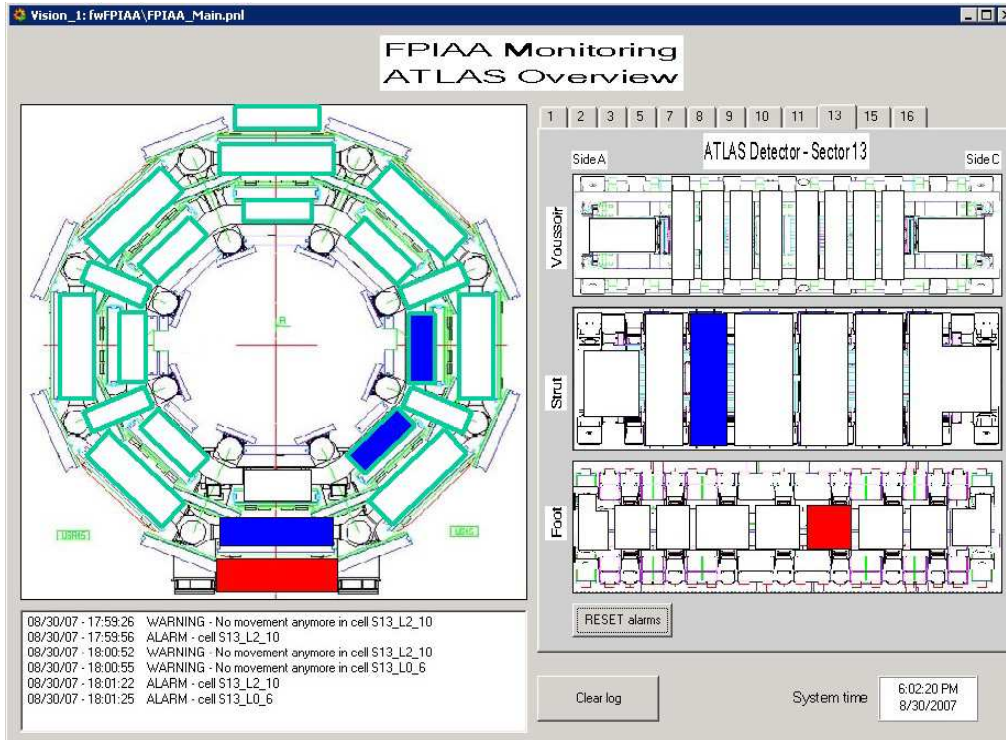 Vision_1: fwFPIAA\FPIAA_Main.pnl
FPIAA Monitoring
ATLAS Overview
1 2 3 5 7 8 9 10 11 13 15 16
ATLAS Detector - Sector 13
Side A
Side C
Voussoir
Strut
Foot
RESET alarms
08/30/07 - 17:59:26 WARNING - No movement anymore in cell S13_L2_10
08/30/07 - 17:59:56 ALARM - cell S13_L2_10
08/30/07 - 18:00:52 WARNING - No movement anymore in cell S13_L2_10
08/30/07 - 18:00:55 WARNING - No movement anymore in cell S13_L0_6
08/30/07 - 18:01:22 ALARM - cell S13_L2_10
08/30/07 - 18:01:25 ALARM - cell S13_L0_6
Clear log
System time
6:02:20 PM
8/30/2007